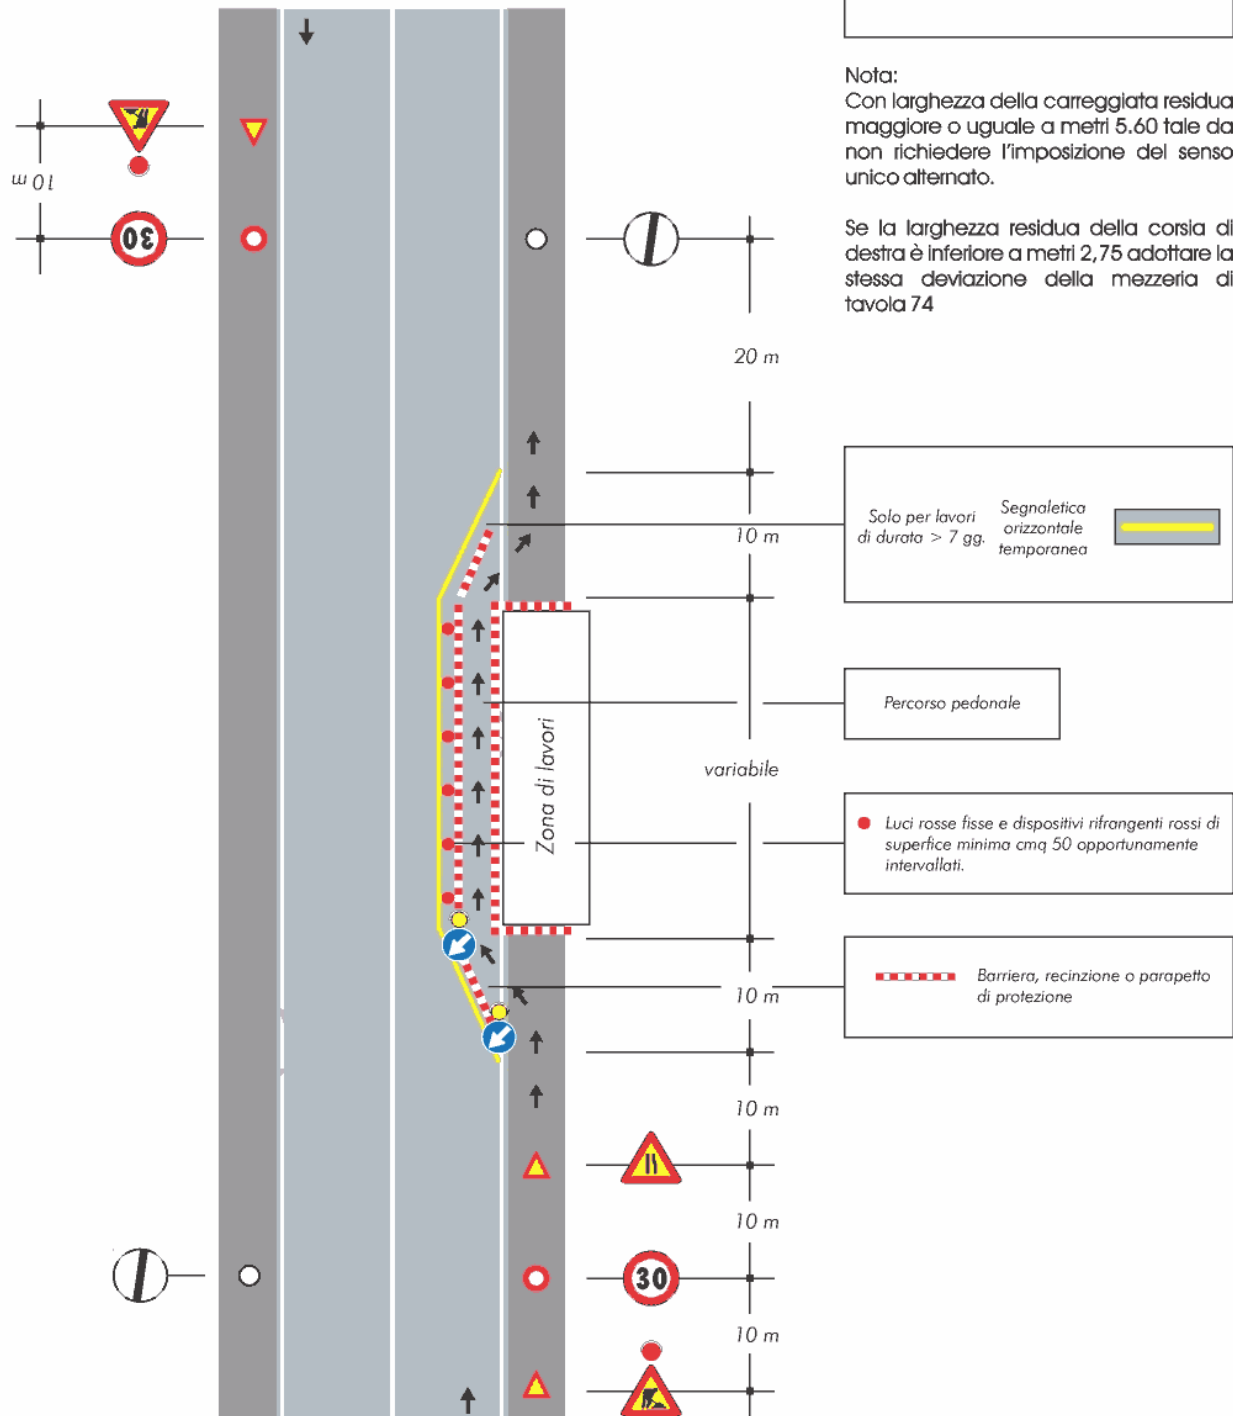 Nota:
Con larghezza della carreggiata residua
maggiore o uguale a metri 5.60 tale da
non richiedere l'imposizione del senso
unico alternato.
Se la larghezza residua della corsia di
destra è inferiore a metri 2,75 adottare la
stessa deviazione della mezzeria di
tavola 74
10 m
30
20 m
10 m
Solo per lavori
di durata > 7 gg.
Segnaletica
orizzontale
temporanea
Percorso pedonale
Zona di lavori
variabile
Luci rosse fisse e dispositivi rifrangenti rossi di
superfice minima cmq 50 opportunamente
intervallati.
Barriera, recinzione o parapetto
di protezione
10 m
10 m
10 m
30
10 m